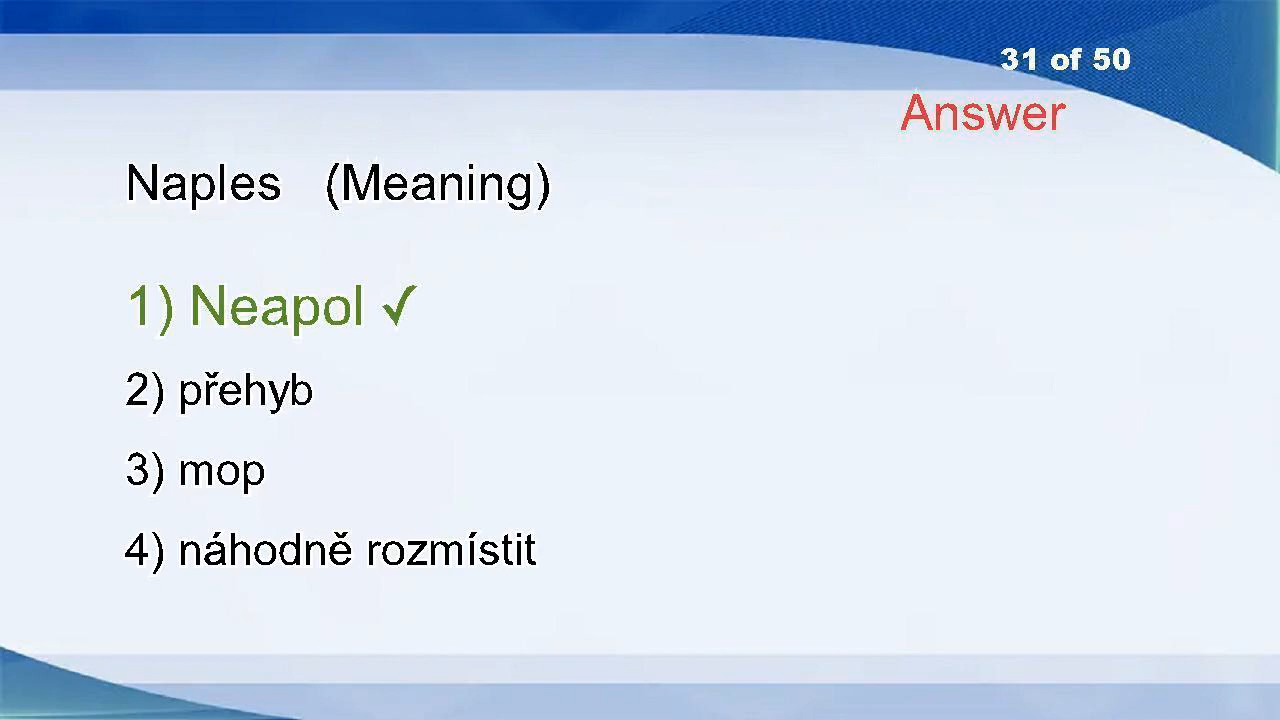 31 of 50
Answer
Naples (Meaning)
1) Neapol ✓
2) přehyb
3) mop
4) náhodně rozmístit